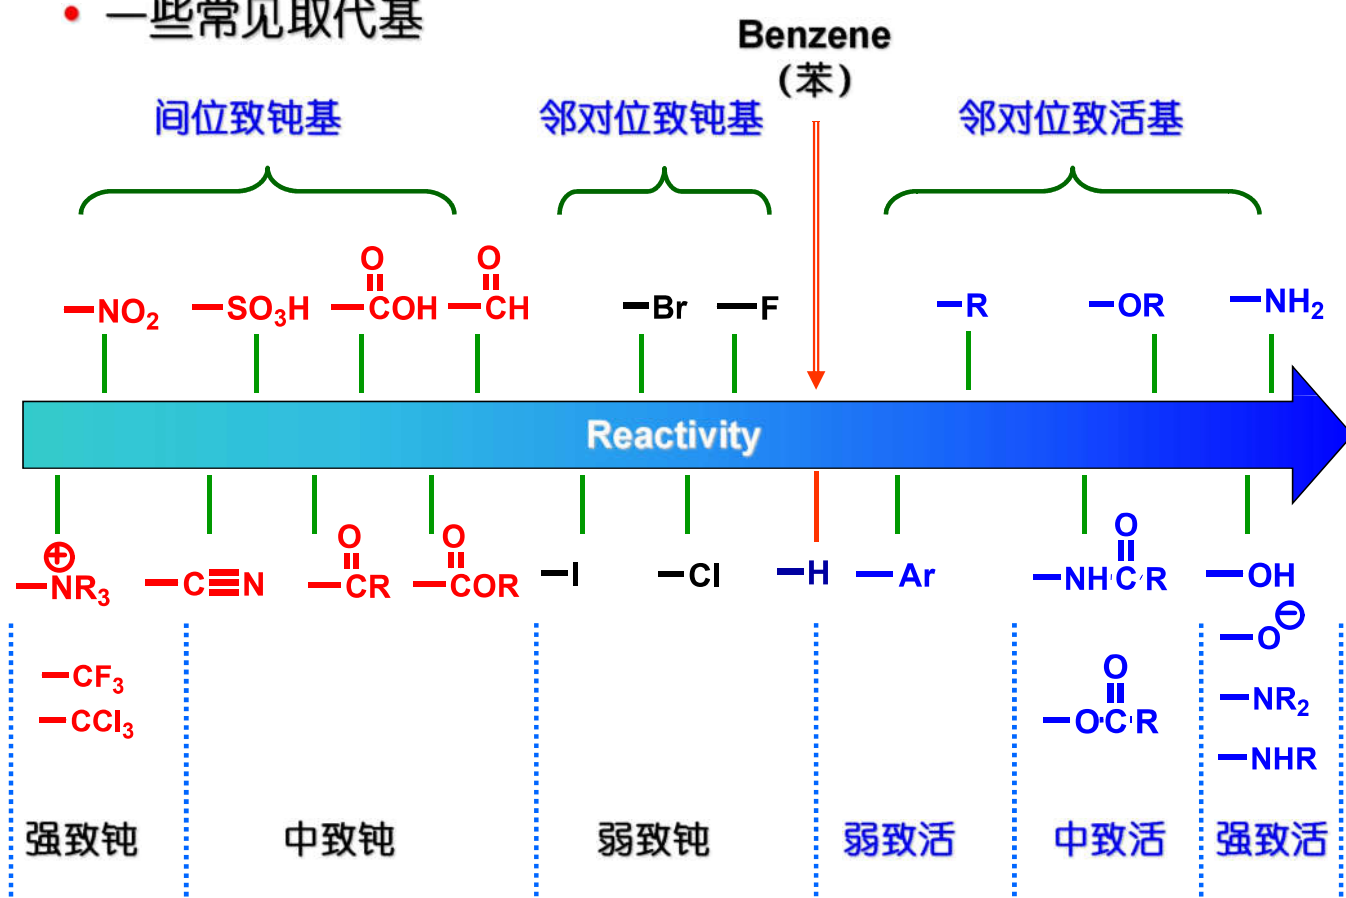 • 一些常见取代基
Benzene
（苯）
间位致钝基 邻对位致钝基 邻对位致活基
O O
—NO₂ —SO₃H —COH —CH —Br —F —R —OR —NH₂
Reactivity
⊕ O O O
—NR₃ —C≡N —CR —COR —I —Cl —H —Ar —NHCR —OH
⊖
—O
—CF₃ O —NR₂
—CCl₃ —OCR
—NHR
强致钝 中致钝 弱致钝 弱致活 中致活 强致活